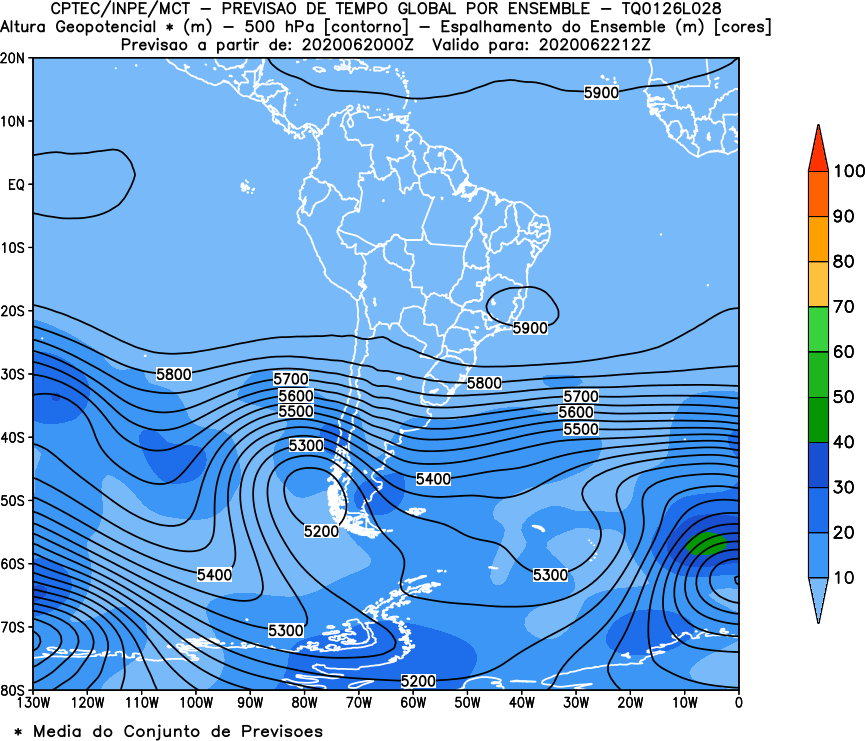 CPTEC/INPE/MCT – PREVISAO DE TEMPO GLOBAL POR ENSEMBLE – TQ0126L028
Altura Geopotencial * (m) – 500 hPa [contorno] – Espalhamento do Ensemble (m) [cores]
Previsao a partir de: 2020062000Z Valido para: 2020062212Z
20N
5900
10N
EQ
10S
20S
5900
30S
5800
5700
5800
5600
5700
5500
5600
5500
40S
5300
5400
50S
5200
60S
5400
5300
70S
5300
5200
80S
130W 120W 110W 100W 90W 80W 70W 60W 50W 40W 30W 20W 10W 0
100
90
80
70
60
50
40
30
20
10
* Media do Conjunto de Previsoes